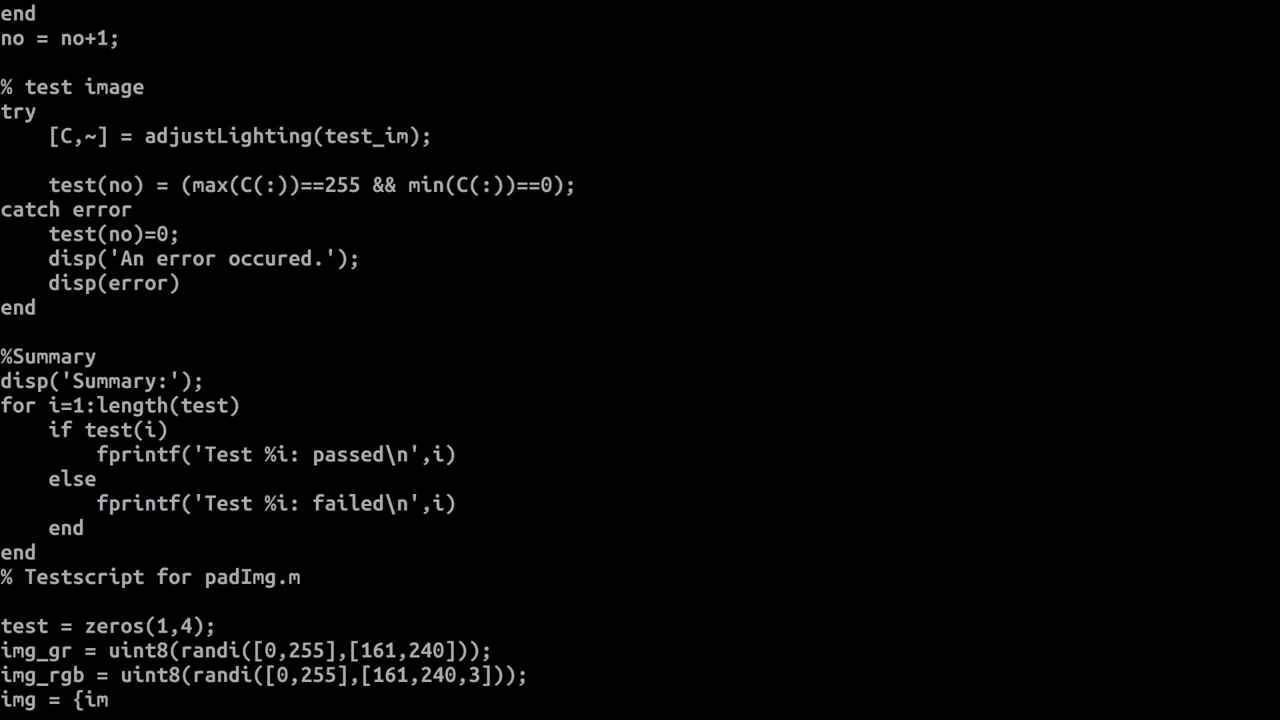 end
no = no+1;
% test image
try
    [C,~] = adjustLighting(test_im);
    test(no) = (max(C(:))==255 && min(C(:))==0);
catch error
    test(no)=0;
    disp('An error occured.');
    disp(error)
end
%Summary
disp('Summary:');
for i=1:length(test)
    if test(i)
        fprintf('Test %i: passed\n',i)
    else
        fprintf('Test %i: failed\n',i)
    end
end
% Testscript for padImg.m
test = zeros(1,4);
img_gr = uint8(randi([0,255],[161,240]));
img_rgb = uint8(randi([0,255],[161,240,3]));
img = {im